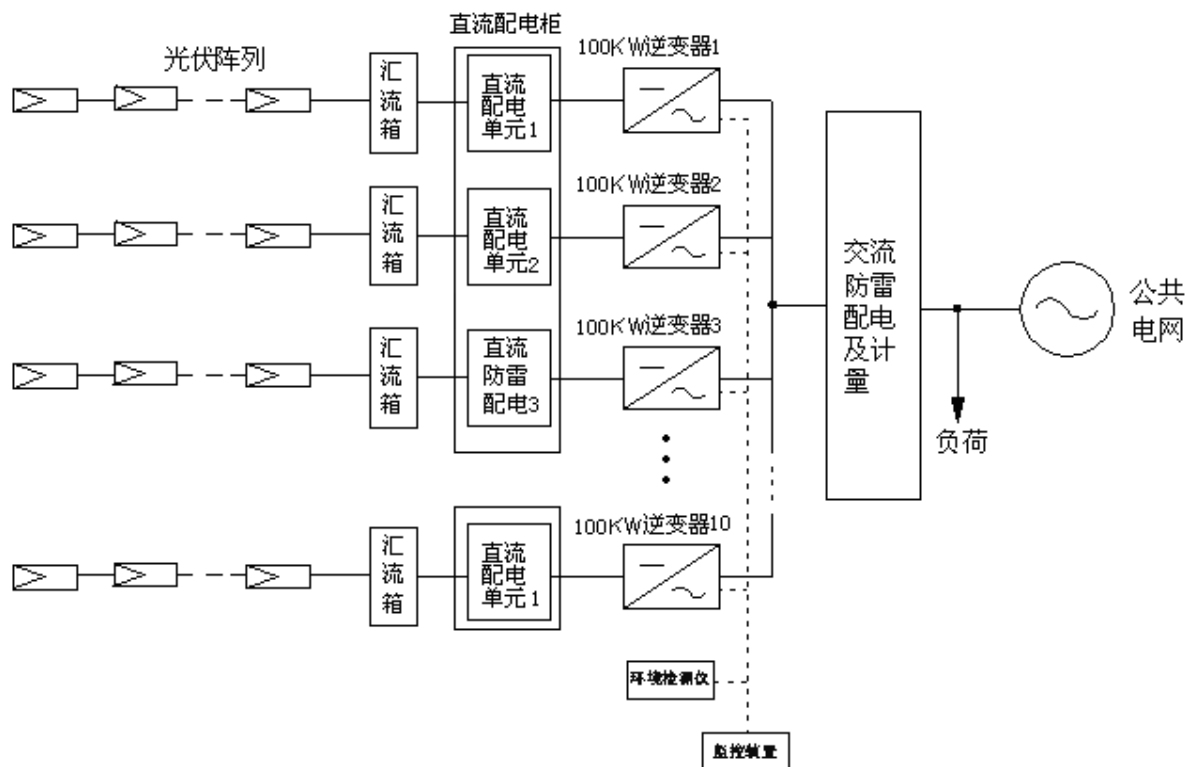 直流配电柜
光伏阵列
100KW逆变器1
汇
流
箱
直流
配电
单元1
100KW逆变器2
汇
流
箱
直流
配电
单元2
100KW逆变器3
汇
流
箱
直流
防雷
配电3
交流
防雷
配电
及计
量
公共
电网
负荷
100KW逆变器10
汇
流
箱
直流
配电
单元1
环境检测仪
监控装置